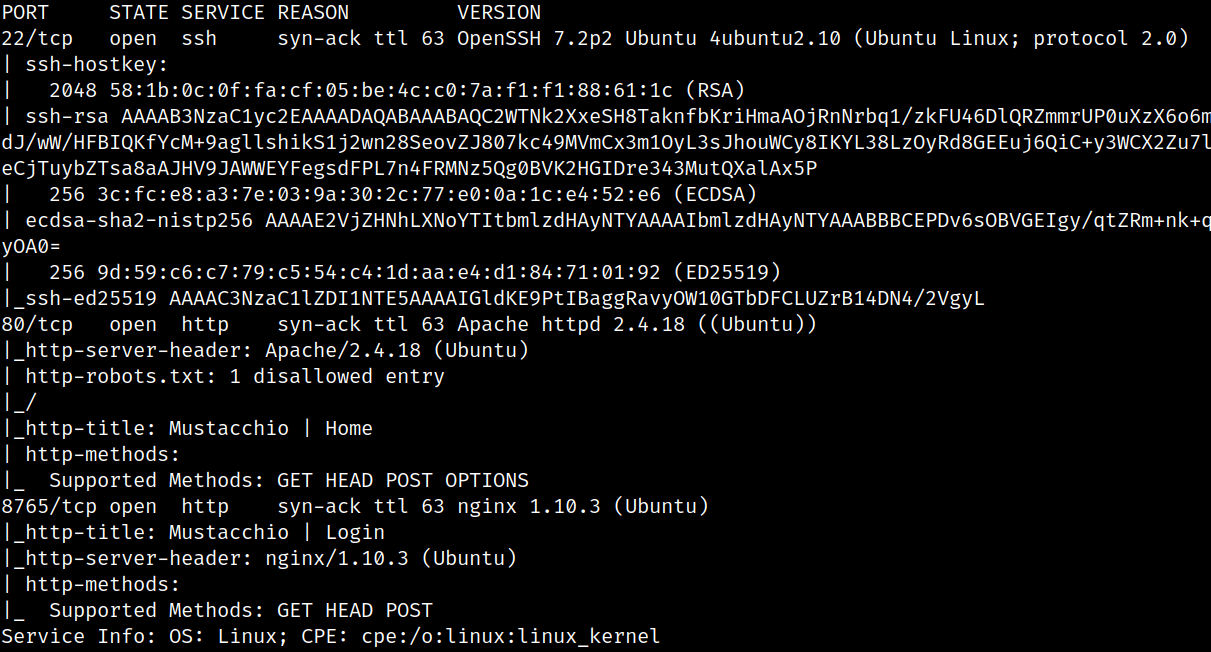 PORT     STATE SERVICE REASON         VERSION
22/tcp   open  ssh     syn-ack ttl 63 OpenSSH 7.2p2 Ubuntu 4ubuntu2.10 (Ubuntu Linux; protocol 2.0)
| ssh-hostkey:
|   2048 58:1b:0c:0f:fa:cf:05:be:4c:c0:7a:f1:f1:88:61:1c (RSA)
| ssh-rsa AAAAB3NzaC1yc2EAAAADAQABAAABAQC2WTNk2XxeSH8TaknfbKriHmaAOjRnNrbq1/zkFU46DlQRZmmrUP0uXzX6o6m
dJ/wW/HFBIQKfYcM+9agllshikS1j2wn28SeovZJ807kc49MVmCx3m1OyL3sJhouWCy8IKYL38LzOyRd8GEEuj6QiC+y3WCX2Zu7l
eCjTuybZTsa8aAJHV9JAWWEYFegsdFPL7n4FRMNz5Qg0BVK2HGIDre343MutQXalAx5P
|   256 3c:fc:e8:a3:7e:03:9a:30:2c:77:e0:0a:1c:e4:52:e6 (ECDSA)
| ecdsa-sha2-nistp256 AAAAE2VjZHNhLXNoYTItbmlzdHAyNTYAAAAIbmlzdHAyNTYAAABBBCEPDv6sOBVGEIgy/qtZRm+nk+q
yOA0=
|   256 9d:59:c6:c7:79:c5:54:c4:1d:aa:e4:d1:84:71:01:92 (ED25519)
|_ssh-ed25519 AAAAC3NzaC1lZDI1NTE5AAAAIGldKE9PtIBaggRavyOW10GTbDFCLUZrB14DN4/2VgyL
80/tcp   open  http    syn-ack ttl 63 Apache httpd 2.4.18 ((Ubuntu))
|_http-server-header: Apache/2.4.18 (Ubuntu)
| http-robots.txt: 1 disallowed entry
|_/
|_http-title: Mustacchio | Home
| http-methods:
|_  Supported Methods: GET HEAD POST OPTIONS
8765/tcp open  http    syn-ack ttl 63 nginx 1.10.3 (Ubuntu)
|_http-title: Mustacchio | Login
|_http-server-header: nginx/1.10.3 (Ubuntu)
| http-methods:
|_  Supported Methods: GET HEAD POST
Service Info: OS: Linux; CPE: cpe:/o:linux:linux_kernel